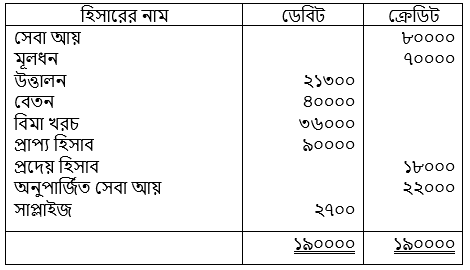 হিসারের নাম ডেবিট ক্রেডিট
সেবা আয় ৮০০০০
মূলধন ৭০০০০
উত্তালন ২১৩০০
বেতন ৪০০০০
বিমা খরচ ৩৬০০০
প্রাপ্য হিসাব ৯০০০০
প্রদেয় হিসাব ১৮০০০
অনুপার্জিত সেবা আয় ২২০০০
সাপ্লাইজ ২৭০০
১৯০০০০ ১৯০০০০